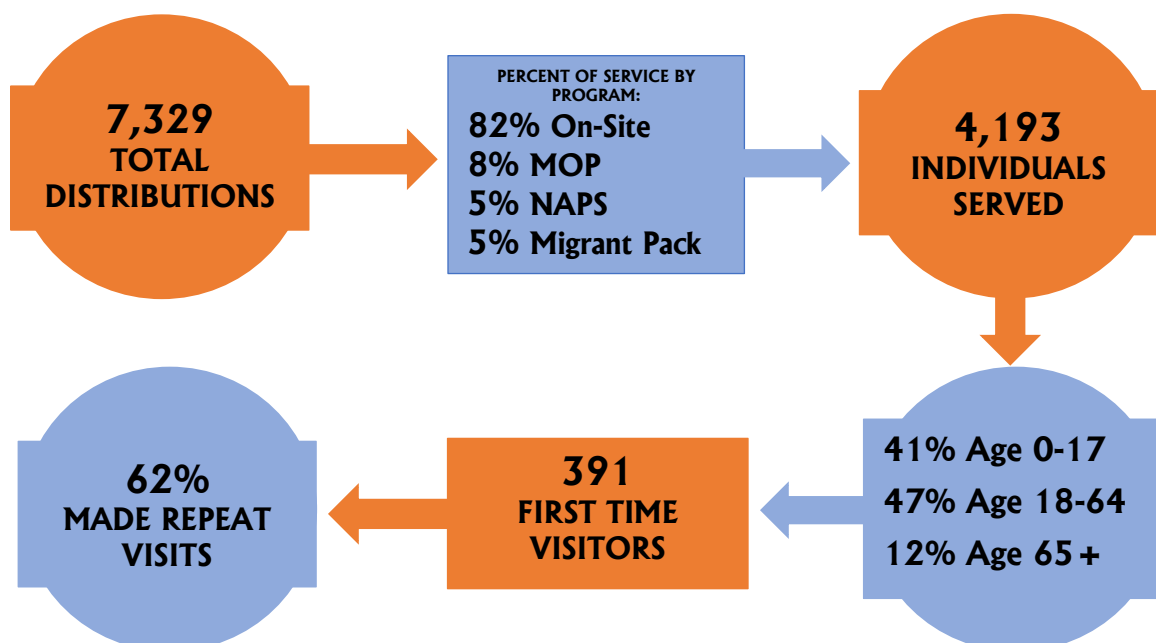 7,329
TOTAL
DISTRIBUTIONS
PERCENT OF SERVICE BY
PROGRAM:
82% On-Site
8% MOP
5% NAPS
5% Migrant Pack
4,193
INDIVIDUALS
SERVED
41% Age 0-17
47% Age 18-64
12% Age 65+
391
FIRST TIME
VISITORS
62%
MADE REPEAT
VISITS